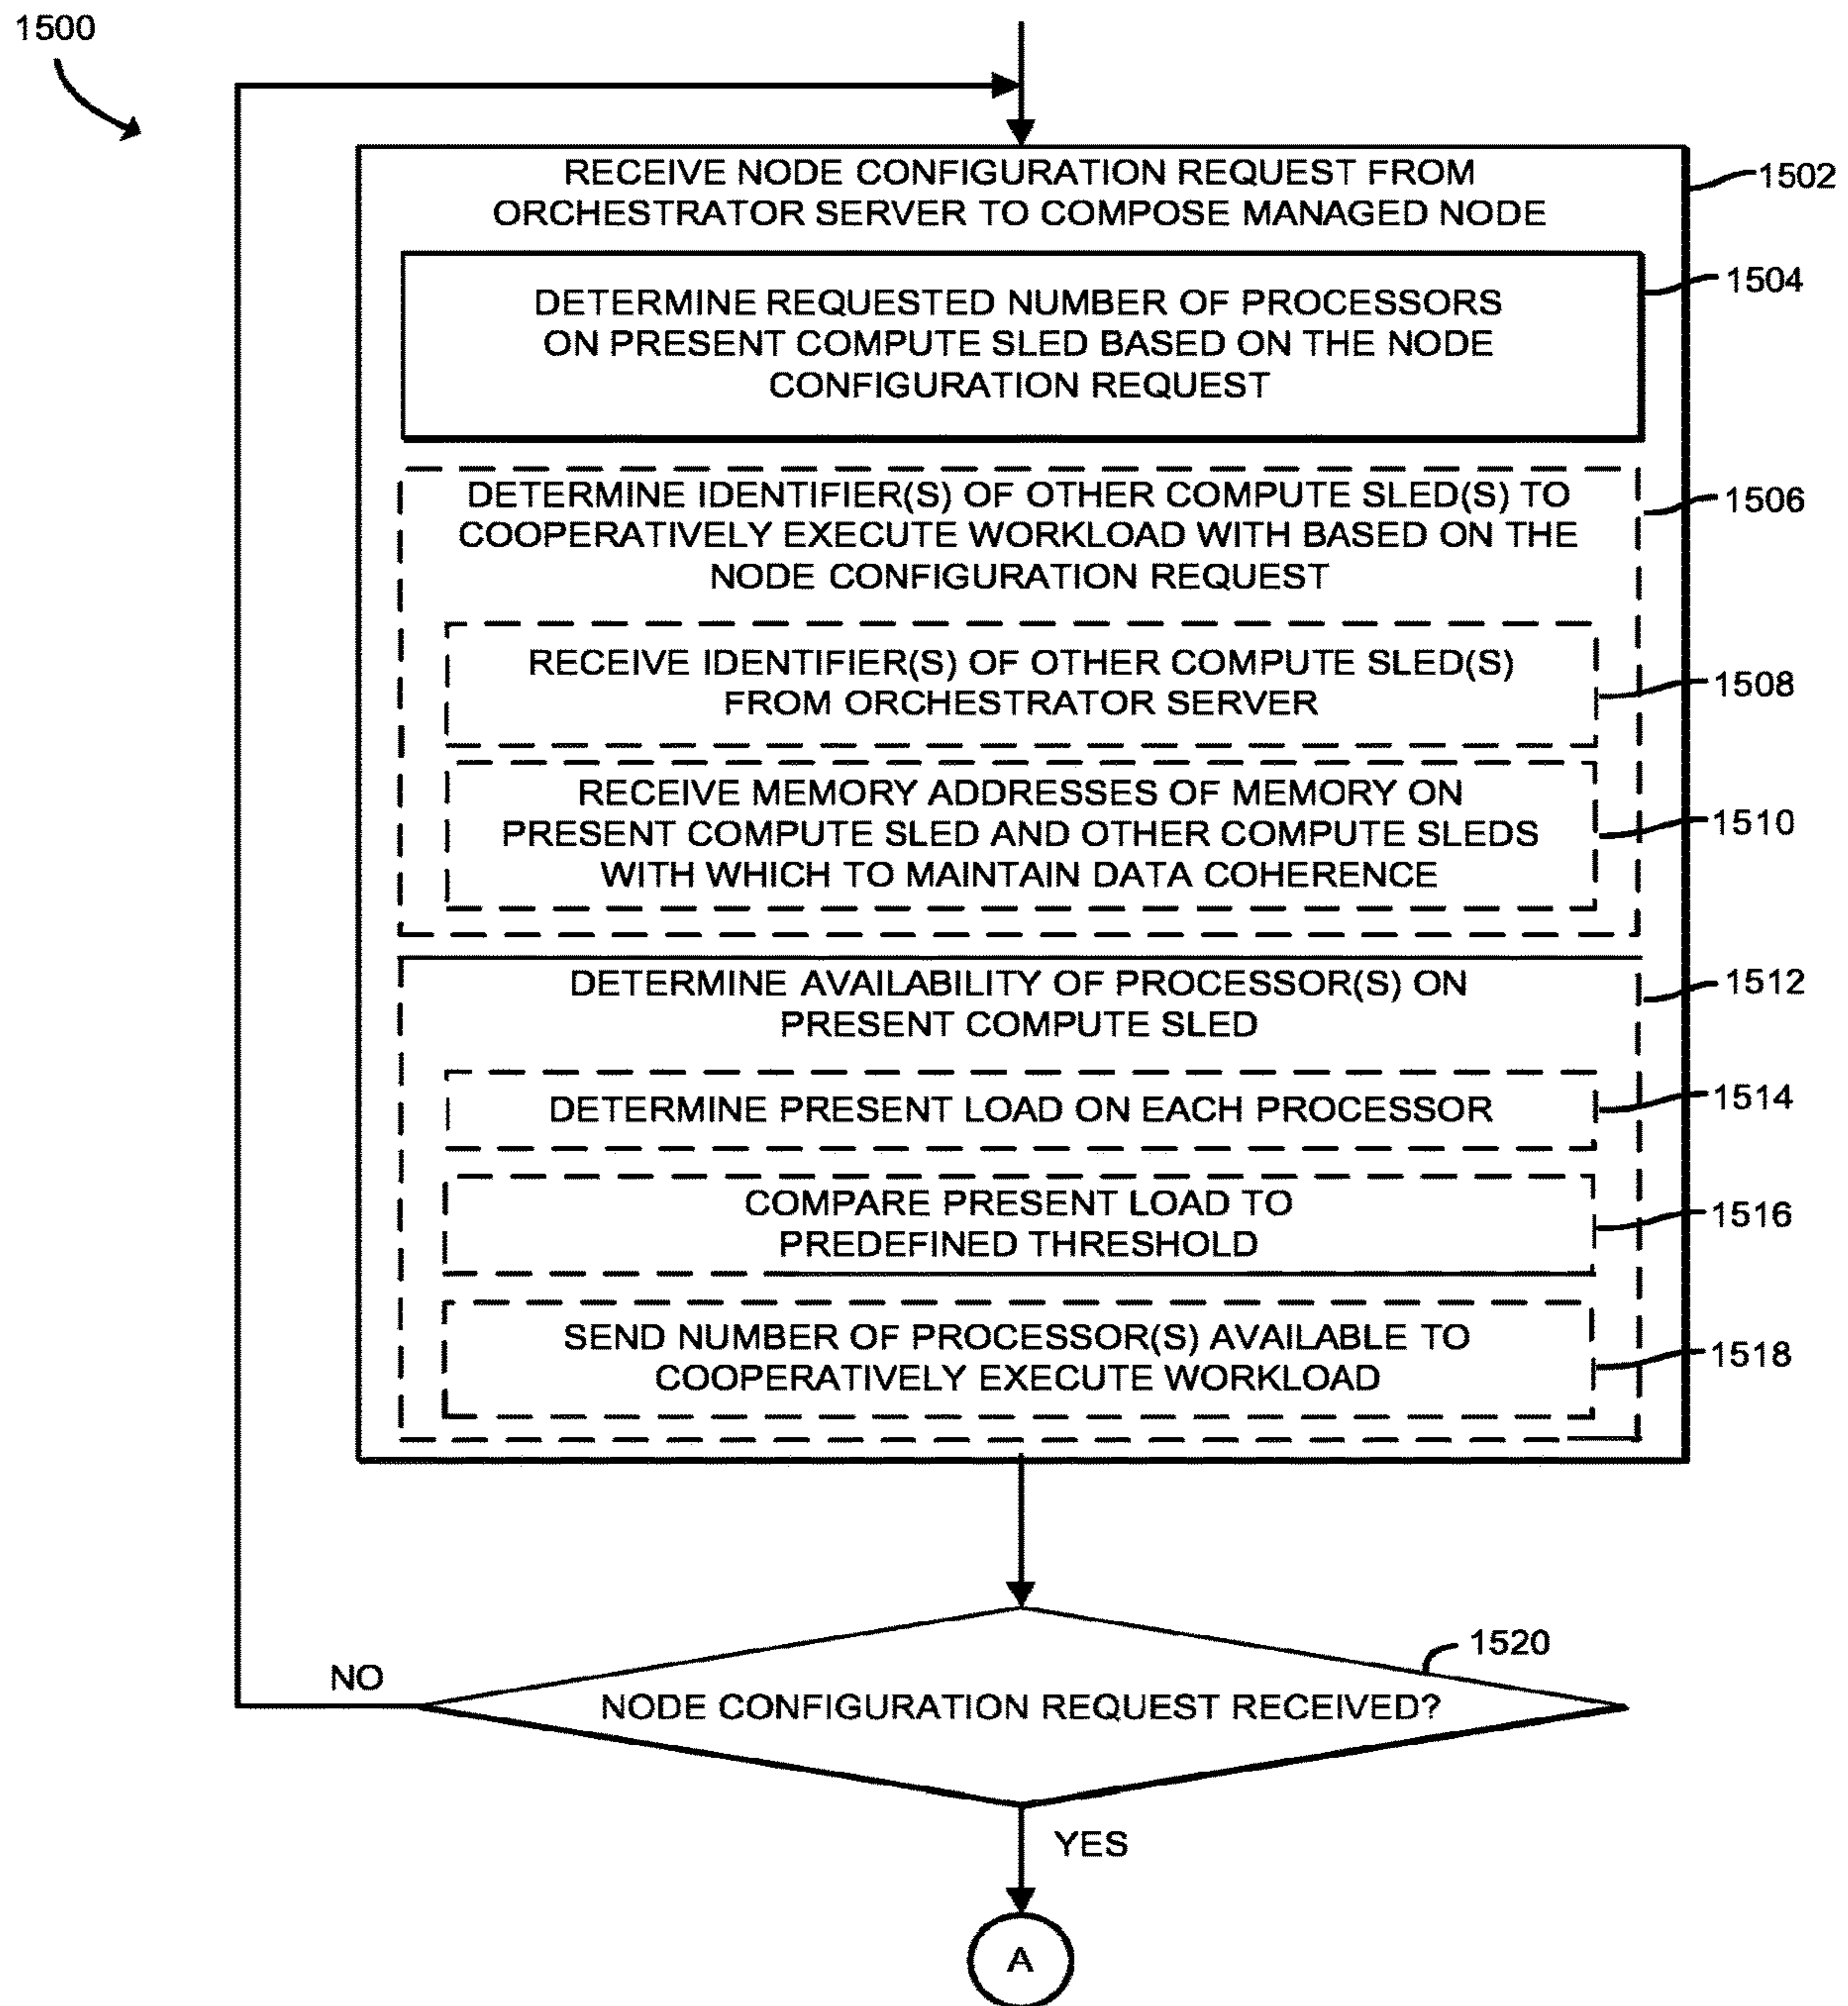 1500
RECEIVE NODE CONFIGURATION REQUEST FROM
ORCHESTRATOR SERVER TO COMPOSE MANAGED NODE
1502
DETERMINE REQUESTED NUMBER OF PROCESSORS
ON PRESENT COMPUTE SLED BASED ON THE NODE
CONFIGURATION REQUEST
1504
DETERMINE IDENTIFIER(S) OF OTHER COMPUTE SLED(S) TO
COOPERATIVELY EXECUTE WORKLOAD WITH BASED ON THE
NODE CONFIGURATION REQUEST
1506
RECEIVE IDENTIFIER(S) OF OTHER COMPUTE SLED(S)
FROM ORCHESTRATOR SERVER
1508
RECEIVE MEMORY ADDRESSES OF MEMORY ON
PRESENT COMPUTE SLED AND OTHER COMPUTE SLEDS
WITH WHICH TO MAINTAIN DATA COHERENCE
1510
DETERMINE AVAILABILITY OF PROCESSOR(S) ON
PRESENT COMPUTE SLED
1512
DETERMINE PRESENT LOAD ON EACH PROCESSOR
1514
COMPARE PRESENT LOAD TO
PREDEFINED THRESHOLD
1516
SEND NUMBER OF PROCESSOR(S) AVAILABLE TO
COOPERATIVELY EXECUTE WORKLOAD
1518
1520
NO
NODE CONFIGURATION REQUEST RECEIVED?
YES
A